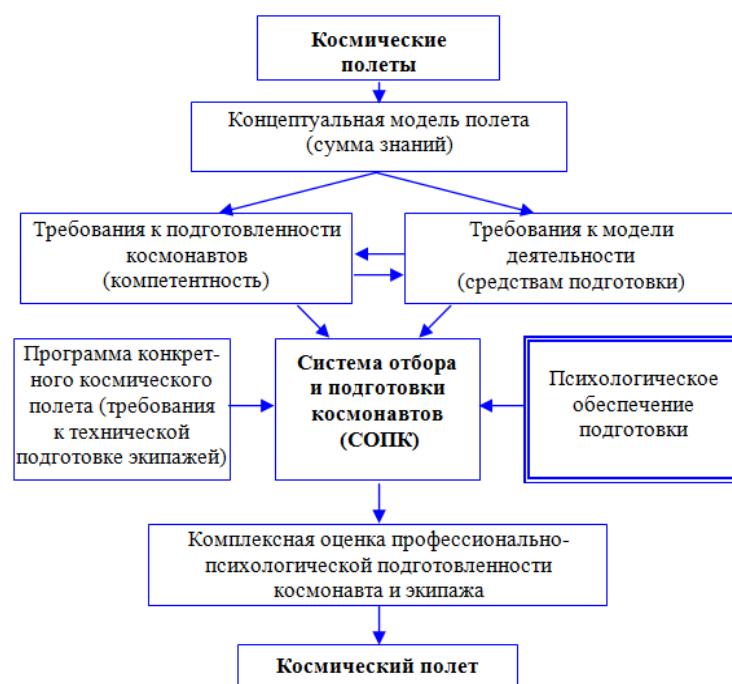 Космические
полеты
Концептуальная модель полета
(сумма знаний)
Требования к подготовленности
космонавтов
(компетентность)
Требования к модели
деятельности
(средствам подготовки)
Программа конкрет-
ного космического
полета (требования
к технической
подготовке экипажей)
Система отбора
и подготовки
космонавтов
(СОПК)
Психологическое
обеспечение
подготовки
Комплексная оценка профессионально-
психологической подготовленности
космонавта и экипажа
Космический полет